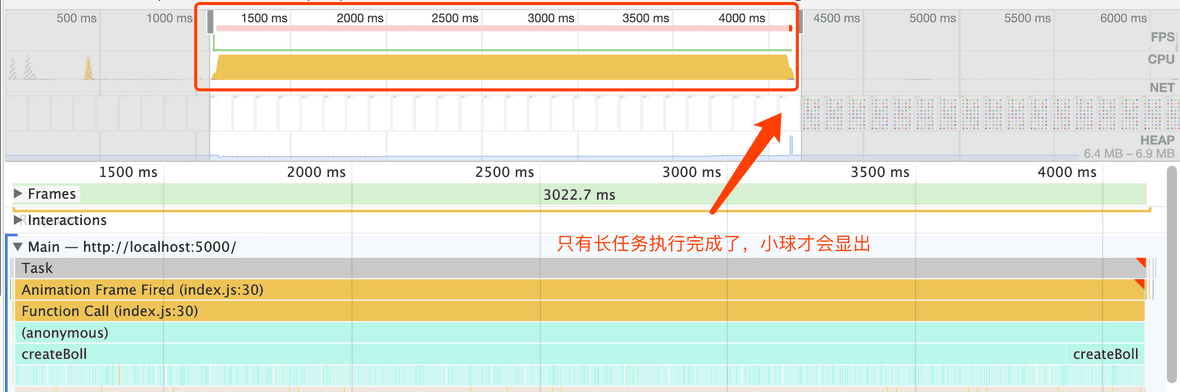 500 ms 1000 ms 1500 ms 2000 ms 2500 ms 3000 ms 3500 ms 4000 ms 4500 ms 5000 ms 5500 ms 6000 ms
FPS
CPU
NET
HEAP
6.4 MB – 6.9 MB
1500 ms 2000 ms 2500 ms 3000 ms 3500 ms 4000 ms
Frames 3022.7 ms
Interactions
只有长任务执行完成了，小球才会显出
Main — http://localhost:5000/
Task
Animation Frame Fired (index.js:30)
Function Call (index.js:30)
(anonymous)
createBoll createBoll